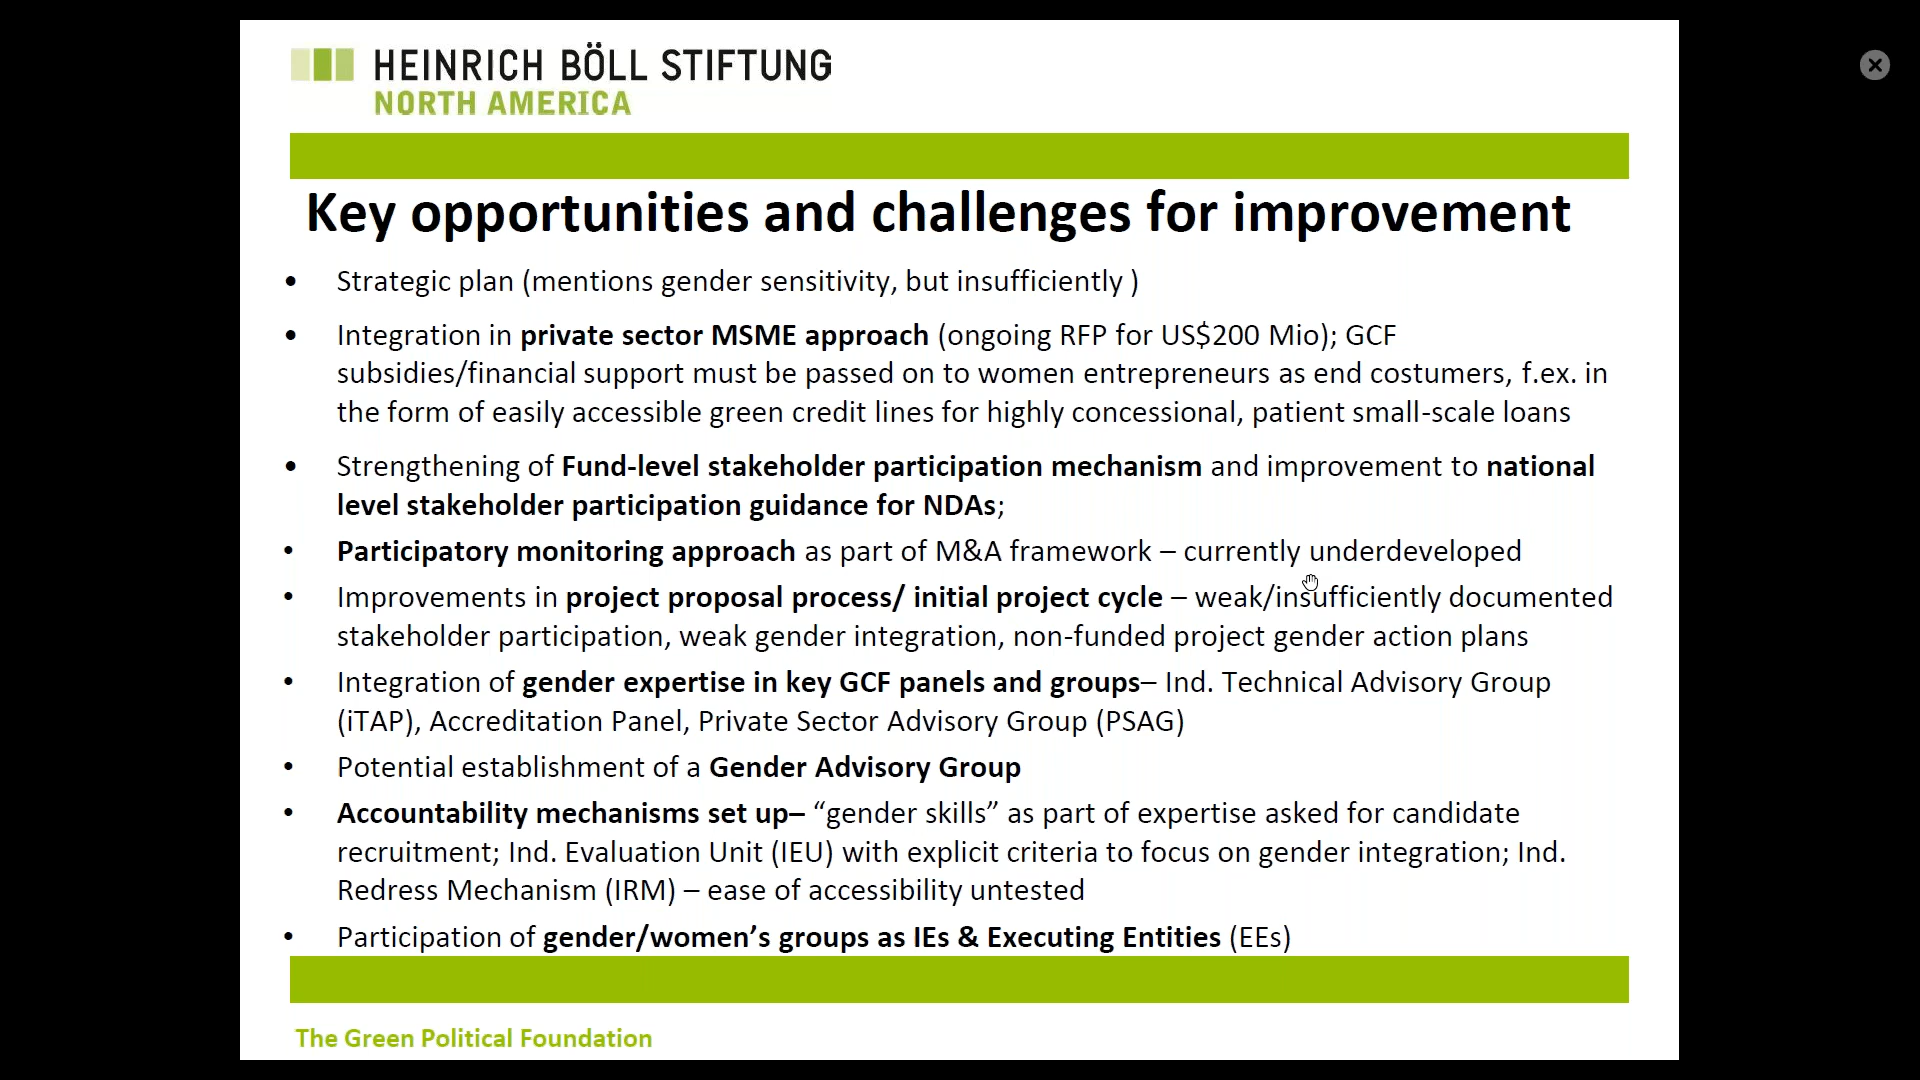 HEINRICH BÖLL STIFTUNG
NORTH AMERICA
Key opportunities and challenges for improvement
• Strategic plan (mentions gender sensitivity, but insufficiently )
• Integration in private sector MSME approach (ongoing RFP for US$200 Mio); GCF
subsidies/financial support must be passed on to women entrepreneurs as end costumers, f.ex. in
the form of easily accessible green credit lines for highly concessional, patient small-scale loans
• Strengthening of Fund-level stakeholder participation mechanism and improvement to national
level stakeholder participation guidance for NDAs;
• Participatory monitoring approach as part of M&A framework – currently underdeveloped
• Improvements in project proposal process/ initial project cycle – weak/insufficiently documented
stakeholder participation, weak gender integration, non-funded project gender action plans
• Integration of gender expertise in key GCF panels and groups– Ind. Technical Advisory Group
(iTAP), Accreditation Panel, Private Sector Advisory Group (PSAG)
• Potential establishment of a Gender Advisory Group
• Accountability mechanisms set up– “gender skills” as part of expertise asked for candidate
recruitment; Ind. Evaluation Unit (IEU) with explicit criteria to focus on gender integration; Ind.
Redress Mechanism (IRM) – ease of accessibility untested
• Participation of gender/women’s groups as IEs & Executing Entities (EEs)
The Green Political Foundation